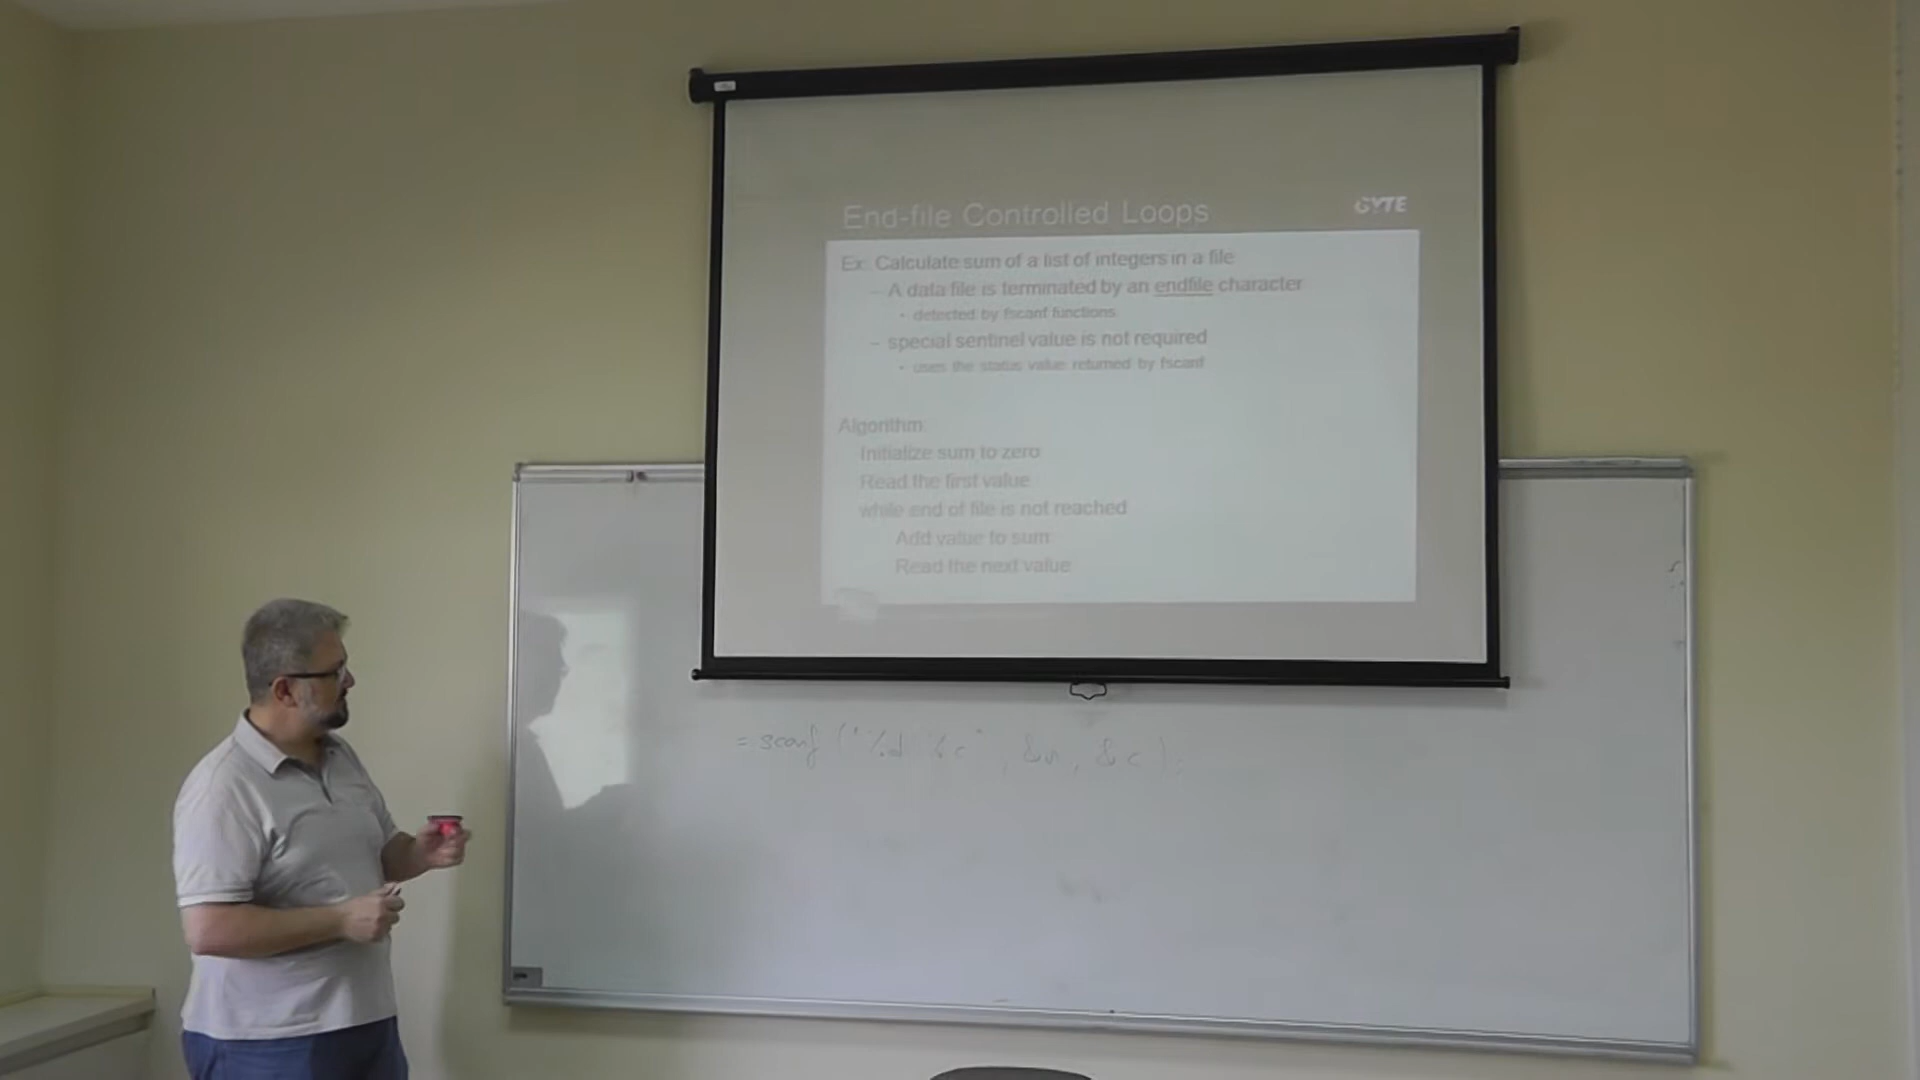 End-file Controlled Loops
GYTE
Ex: Calculate sum of a list of integers in a file
– A data file is terminated by an endfile character
• detected by fscanf functions
– special sentinel value is not required
• uses the status value returned by fscanf
Algorithm:
Initialize sum to zero
Read the first value
while end of file is not reached
Add value to sum
Read the next value
= scanf ("%d %c", &n, &c);